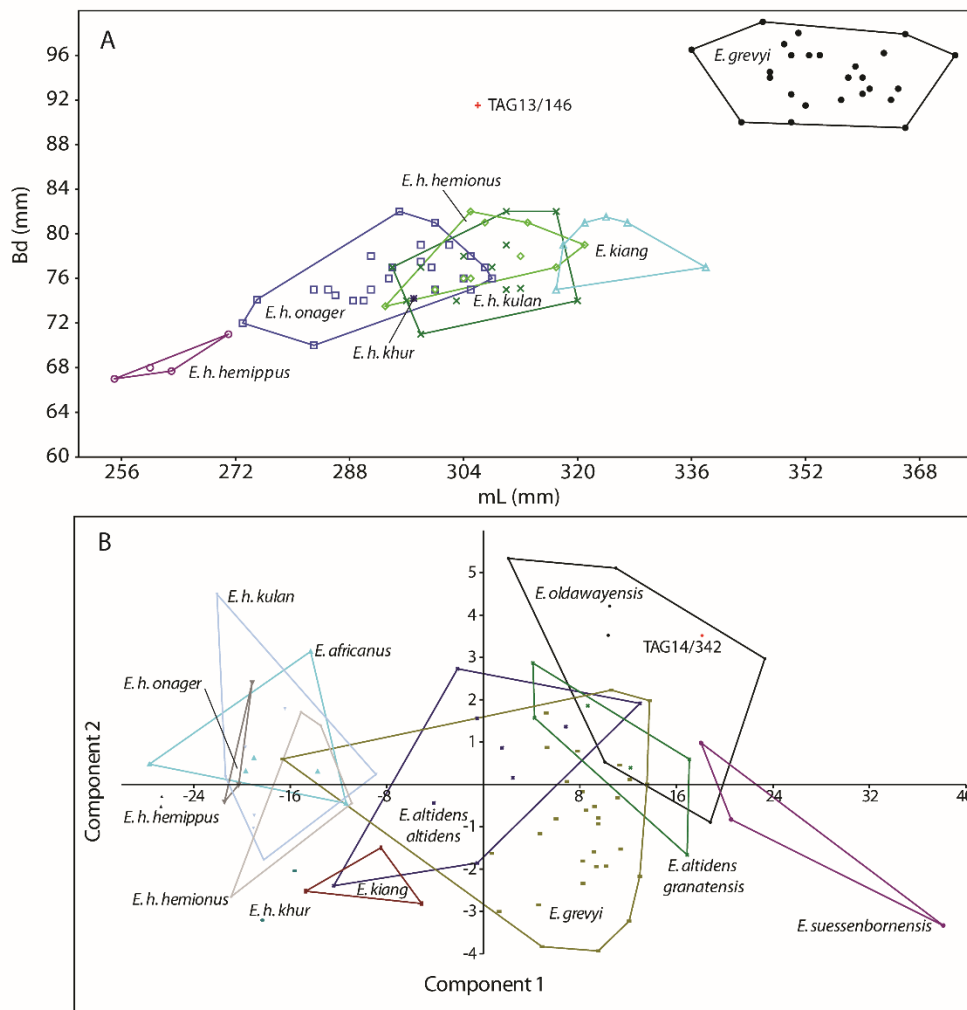 A
96
92
88
84
80
76
72
68
64
60
Bd (mm)
E. grevyi
TAG13/146
E. h. hemionus
E. kiang
E. h. kulan
E. h. onager
E. h. khur
E. h. hemippus
256 272 288 304 320 336 352 368
mL (mm)
B
5
4
3
2
1
-1
-2
-3
-4
Component 2
E. h. kulan
E. oldawayensis
TAG14/342
E. africanus
E. h. onager
-24 -16 -8 8 16 24 32 40
E. h. hemippus
E. altidens
altidens
E. altidens
granatensis
E. h. hemionus
E. kiang
E. h. khur
E. grevyi
E. suessenbornensis
Component 1